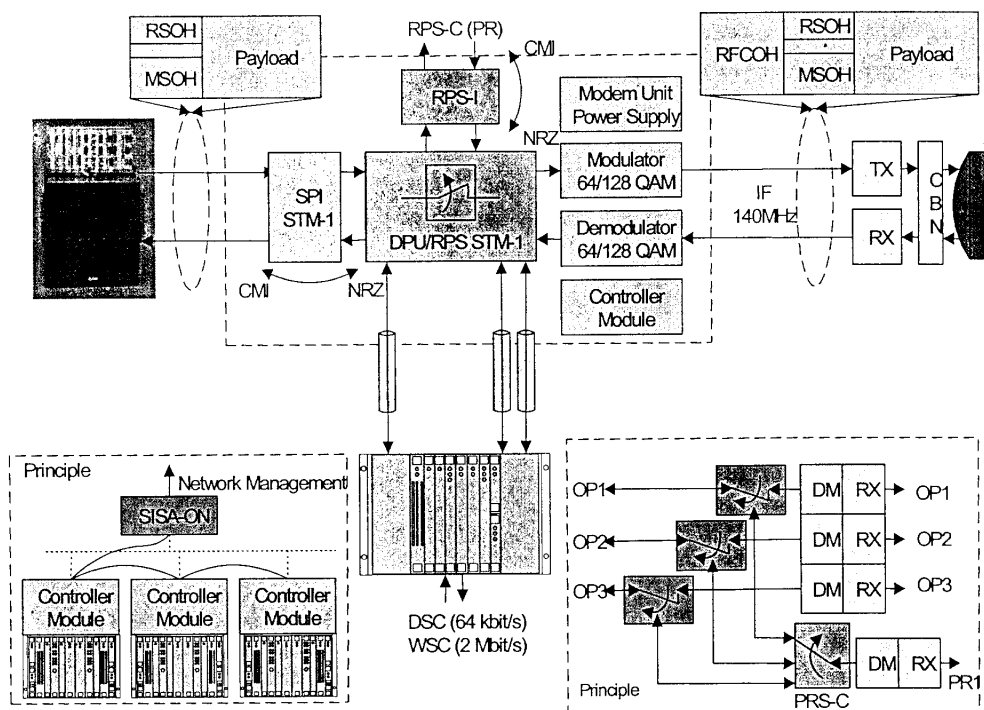 RSOH
MSOH
Payload
RPS-C (PR)
CMI
RPS-I
NRZ
Modem Unit
Power Supply
RFCOH
RSOH
MSOH
Payload
SPI
STM-1
DPU/RPS STM-1
Modulator
64/128 QAM
Demodulator
64/128 QAM
IF
140MHz
TX
RX
CBN
CMI
NRZ
Controller
Module
Principle
Network Management
SISA-ON
Controller
Module
Controller
Module
Controller
Module
DSC (64 kbit/s)
WSC (2 Mbit/s)
OP1
DM
RX
OP1
OP2
DM
RX
OP2
OP3
DM
RX
OP3
DM
RX
PR1
PRS-C
Principle